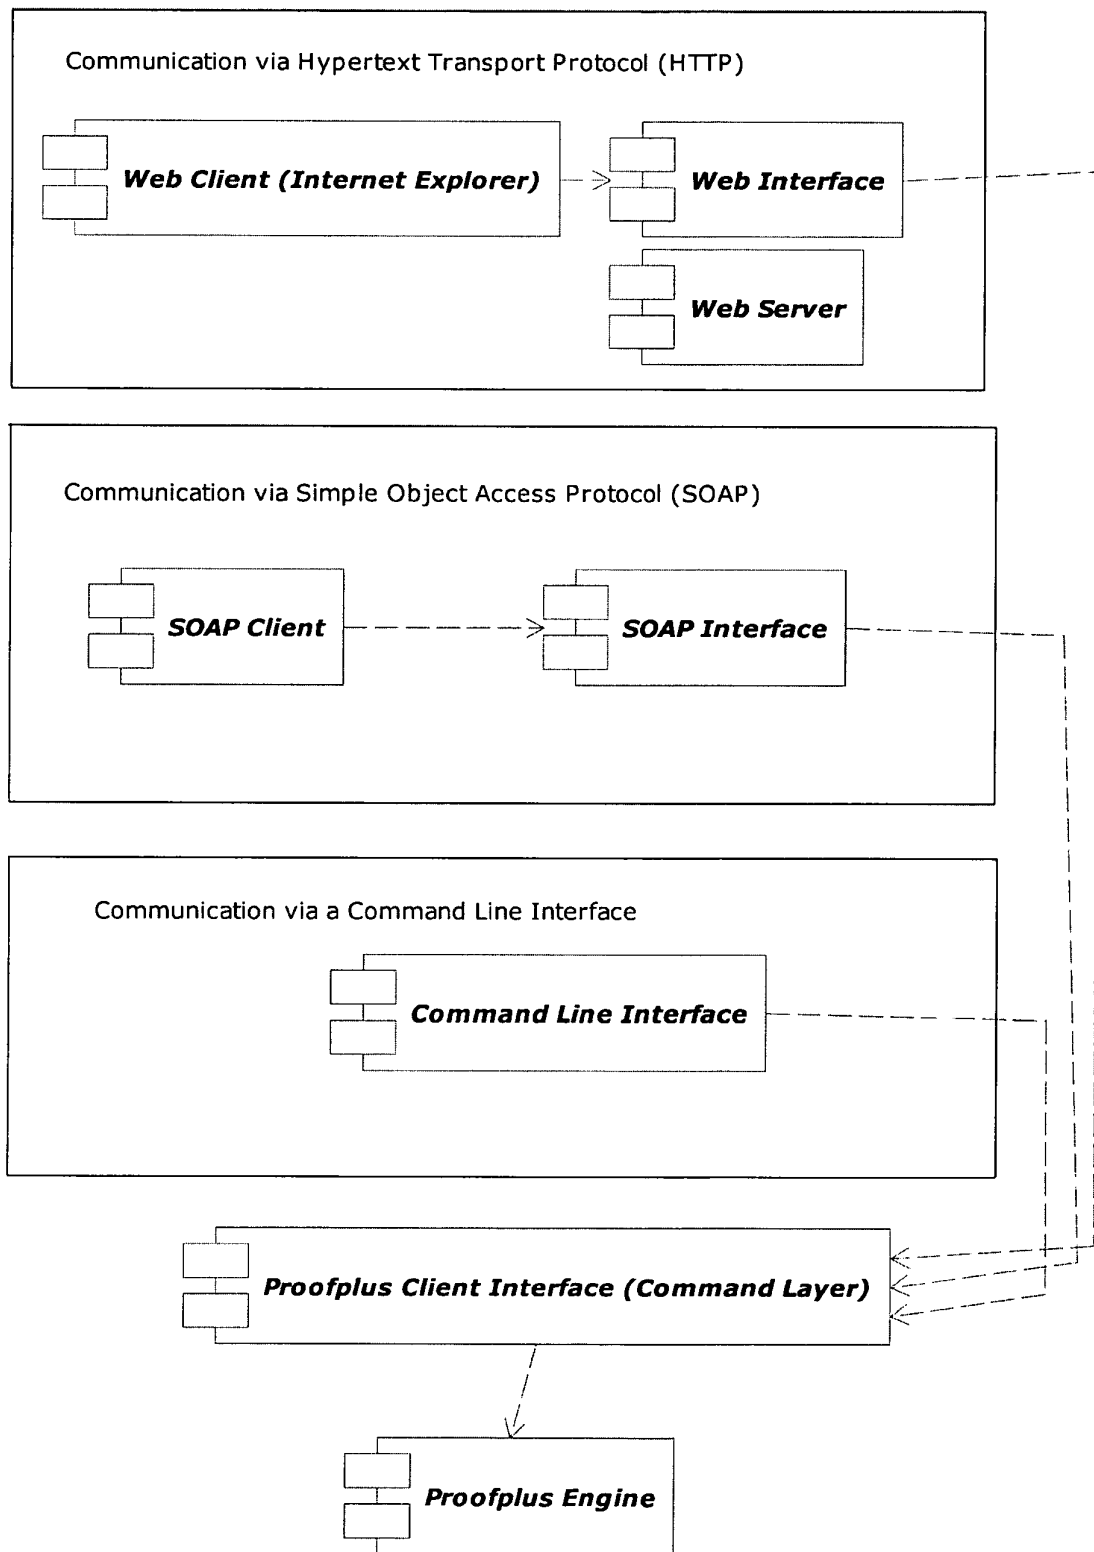 Communication via Hypertext Transport Protocol (HTTP)
Web Client (Internet Explorer)
Web Interface
Web Server
Communication via Simple Object Access Protocol (SOAP)
SOAP Client
SOAP Interface
Communication via a Command Line Interface
Command Line Interface
Proofplus Client Interface (Command Layer)
Proofplus Engine